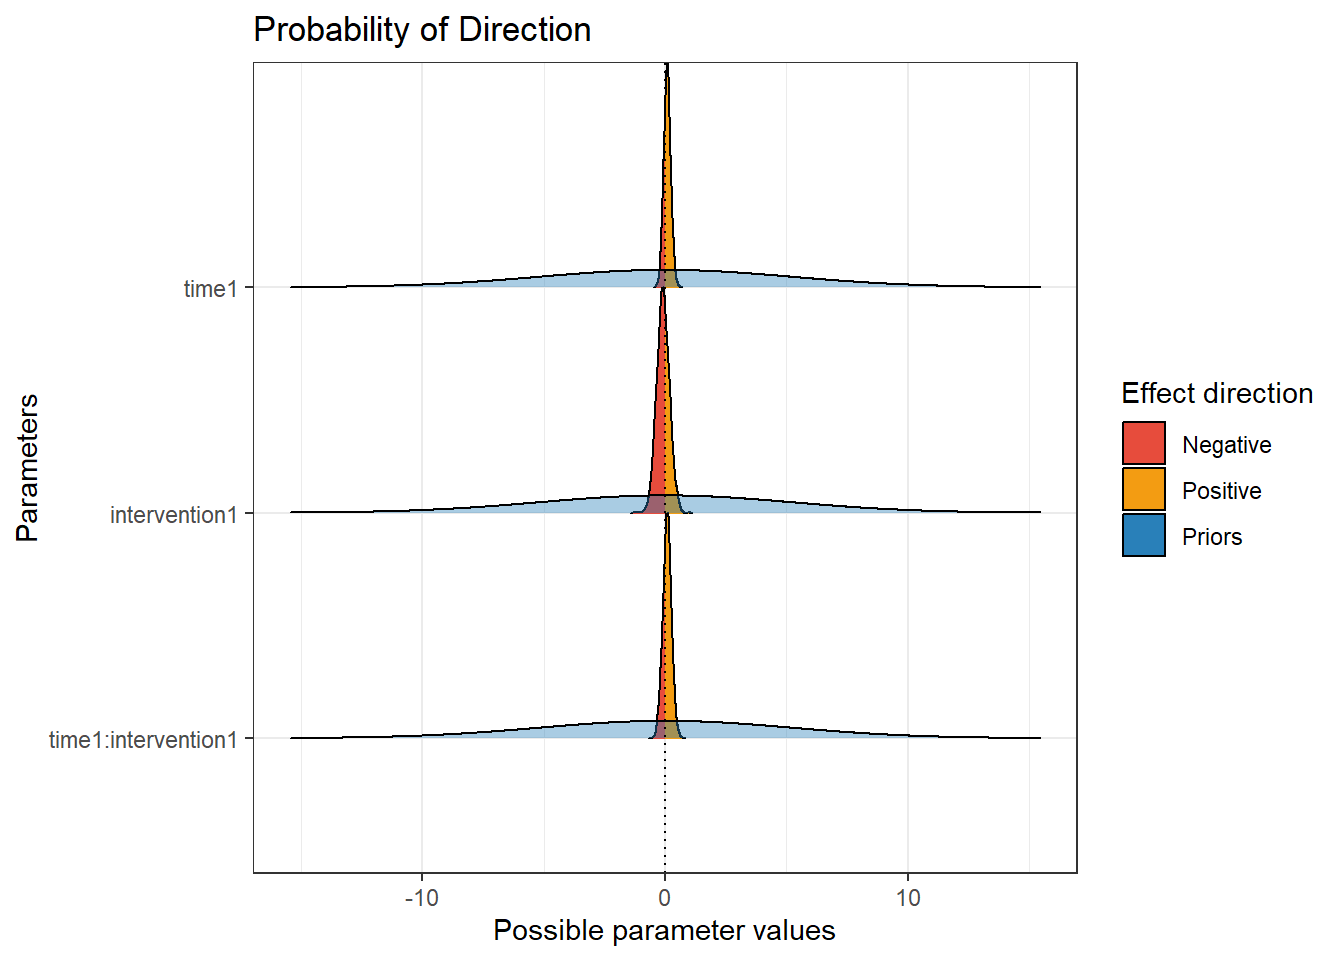 Probability of Direction
Parameters
time1
intervention1
time1:intervention1
-10
0
10
Possible parameter values
Effect direction
Negative
Positive
Priors